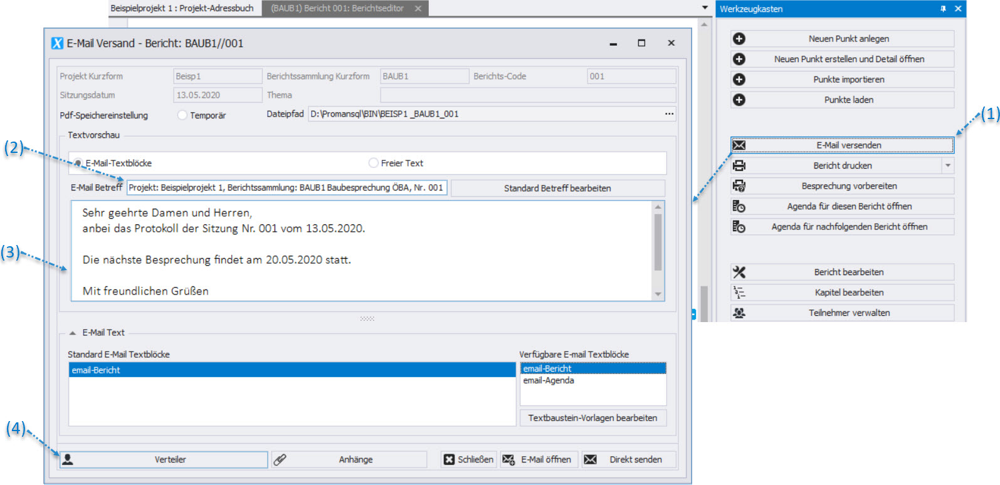 Beispielprojekt 1 : Projekt-Adressbuch
(BAUB1) Bericht 001: Berichtseditor
Werkzeugkasten
E-Mail Versand - Bericht: BAUB1//001
Projekt Kurzform Beisp1 Berichtssammlung Kurzform BAUB1 Berichts-Code 001
Sitzungsdatum 13.05.2020 Thema
Pdf-Speichereinstellung Temporär Dateipfad D:\Promansql\BIN\BEISP1 _BAUB1_001 ...
Textvorschau
(2)
E-Mail-Textblöcke Freier Text
E-Mail Betreff Projekt: Beispielprojekt 1, Berichtssammlung: BAUB1 Baubesprechung ÖBA, Nr. 001 Standard Betreff bearbeiten
Sehr geehrte Damen und Herren,
anbei das Protokoll der Sitzung Nr. 001 vom 13.05.2020.
(3)
Die nächste Besprechung findet am 20.05.2020 statt.
Mit freundlichen Grüßen
E-Mail Text
Standard E-Mail Textblöcke
email-Bericht
Verfügbare E-mail Textblöcke
email-Bericht
email-Agenda
Textbaustein-Vorlagen bearbeiten
(4)
Verteiler Anhänge Schließen E-Mail öffnen Direkt senden
Neuen Punkt anlegen
Neuen Punkt erstellen und Detail öffnen
Punkte importieren
Punkte laden
(1)
E-Mail versenden
Bericht drucken
Besprechung vorbereiten
Agenda für diesen Bericht öffnen
Agenda für nachfolgenden Bericht öffnen
Bericht bearbeiten
Kapitel bearbeiten
Teilnehmer verwalten